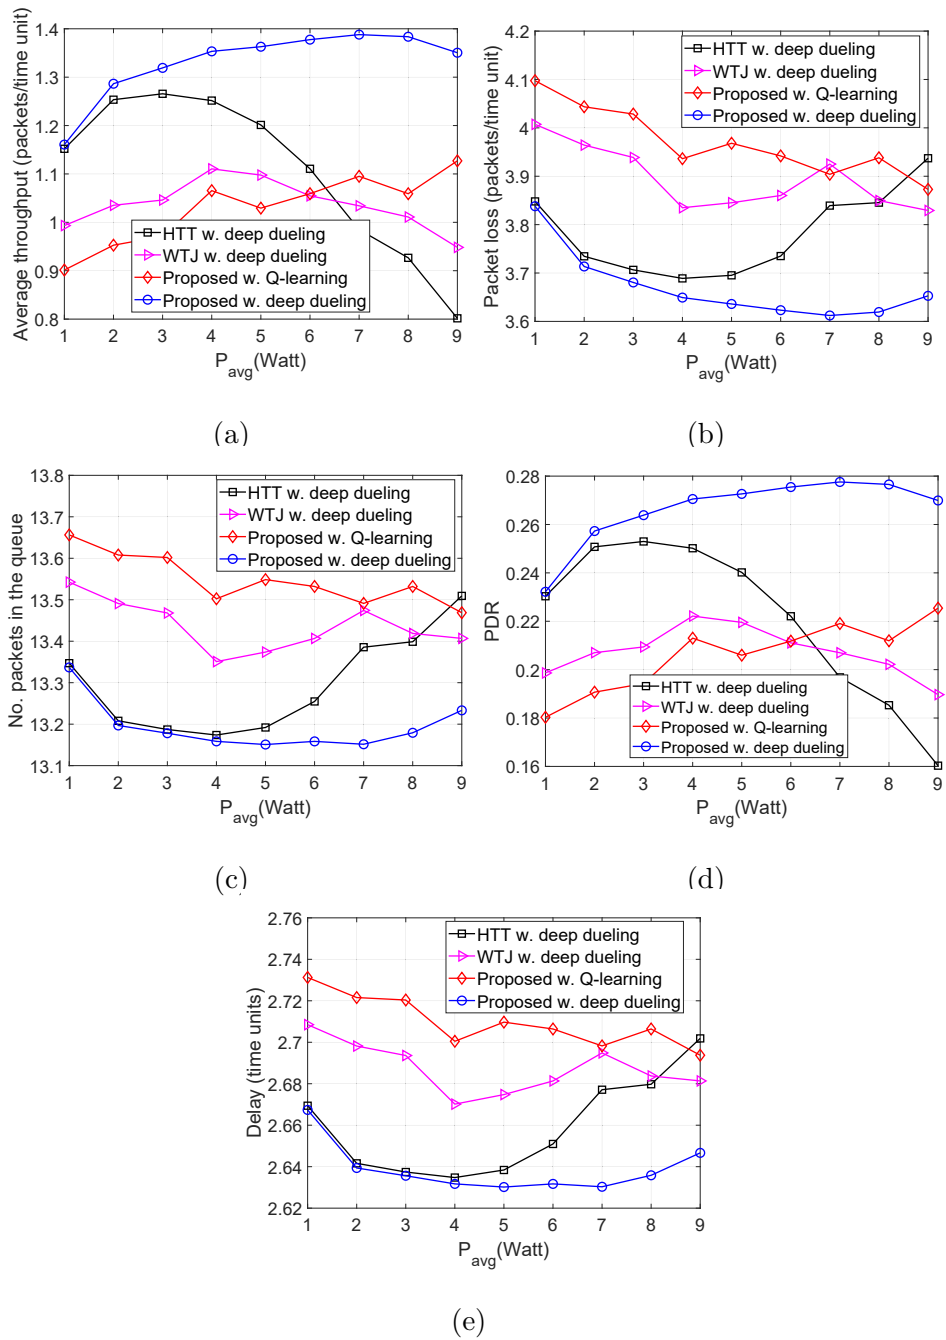 1.4
1.3
1.2
1.1
1
0.9
0.8
Average throughput (packets/time unit)
HTT w. deep dueling
WTJ w. deep dueling
Proposed w. Q-learning
Proposed w. deep dueling
1 2 3 4 5 6 7 8 9
Pavg(Watt)
(a)
4.2
4.1
4
3.9
3.8
3.7
3.6
Packet loss (packets/time unit)
HTT w. deep dueling
WTJ w. deep dueling
Proposed w. Q-learning
Proposed w. deep dueling
1 2 3 4 5 6 7 8 9
Pavg(Watt)
(b)
13.8
13.7
13.6
13.5
13.4
13.3
13.2
13.1
No. packets in the queue
HTT w. deep dueling
WTJ w. deep dueling
Proposed w. Q-learning
Proposed w. deep dueling
1 2 3 4 5 6 7 8 9
Pavg(Watt)
(c)
0.28
0.26
0.24
0.22
0.2
0.18
0.16
PDR
HTT w. deep dueling
WTJ w. deep dueling
Proposed w. Q-learning
Proposed w. deep dueling
1 2 3 4 5 6 7 8 9
Pavg(Watt)
(d)
2.76
2.74
2.72
2.7
2.68
2.66
2.64
2.62
Delay (time units)
HTT w. deep dueling
WTJ w. deep dueling
Proposed w. Q-learning
Proposed w. deep dueling
1 2 3 4 5 6 7 8 9
Pavg(Watt)
(e)